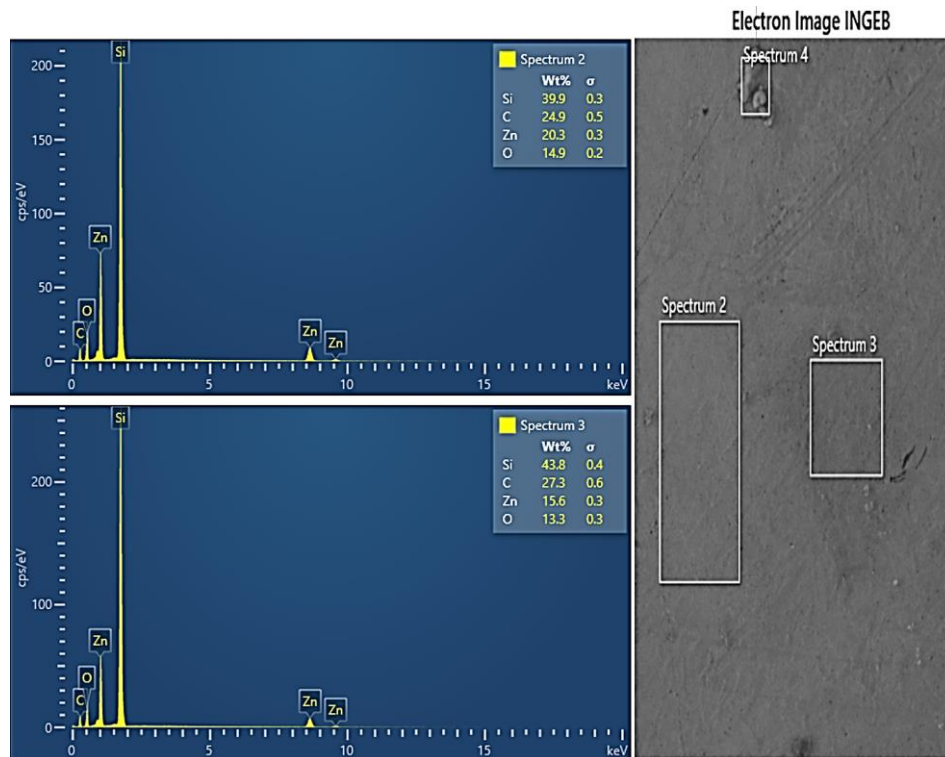 Electron Image INGEB
Spectrum 2
Wt% σ
Si 39.9 0.3
C 24.9 0.5
Zn 20.3 0.3
O 14.9 0.2
cps/eV
200
150
100
50
0
Si
Zn
O
C
Zn
Zn
0 5 10 15 keV
Spectrum 3
Wt% σ
Si 43.8 0.4
C 27.3 0.6
Zn 15.6 0.3
O 13.3 0.3
cps/eV
200
100
0
Si
Zn
O
C
Zn
Zn
0 5 10 15 keV
Spectrum 4
Spectrum 2
Spectrum 3